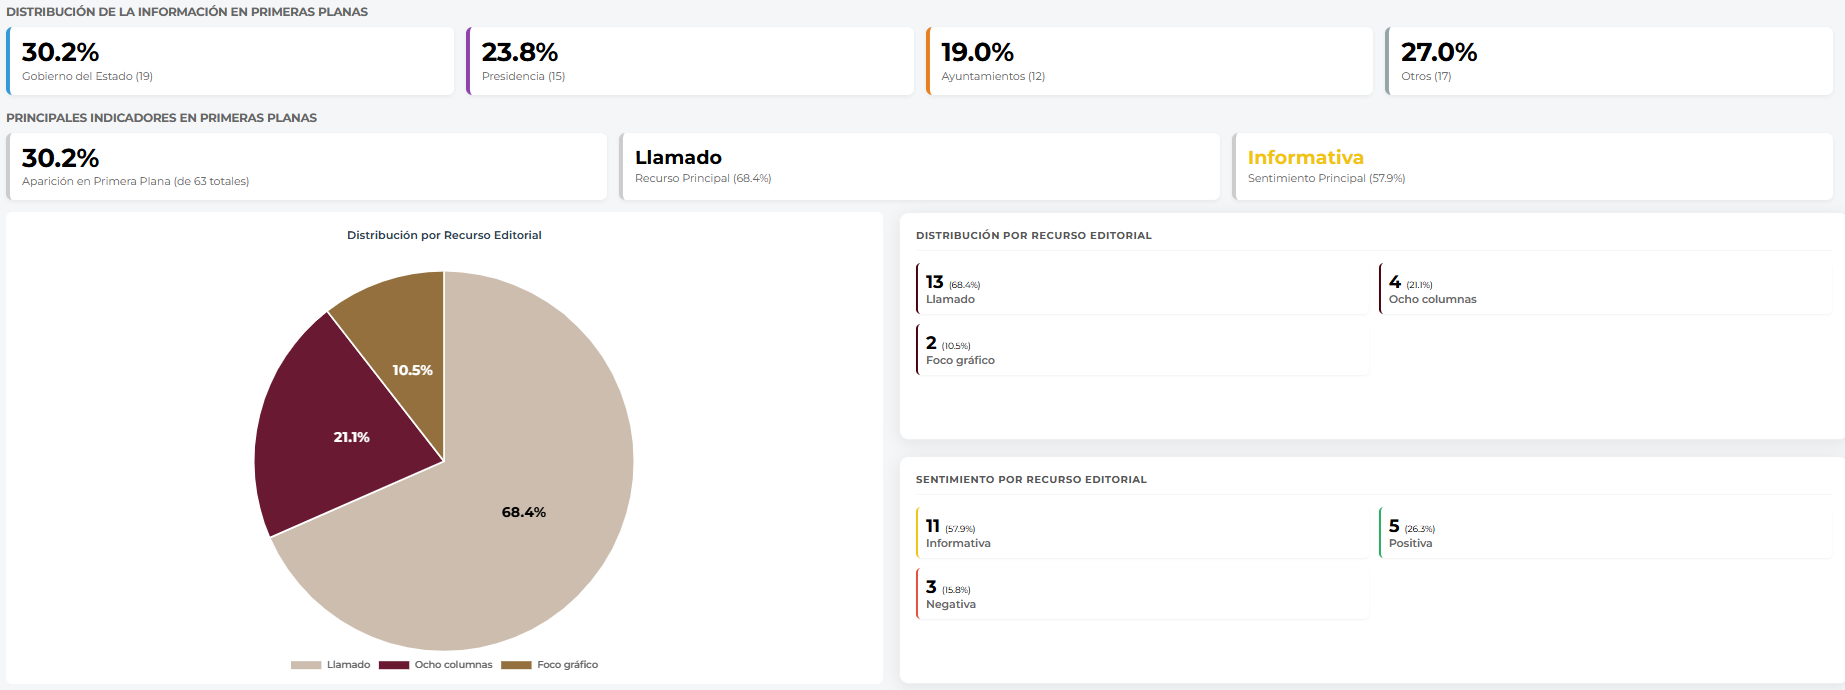 DISTRIBUCIÓN DE LA INFORMACIÓN EN PRIMERAS PLANAS
30.2%
Gobierno del Estado (19)
23.8%
Presidencia (15)
19.0%
Ayuntamientos (12)
27.0%
Otros (17)
PRINCIPALES INDICADORES EN PRIMERAS PLANAS
30.2%
Aparición en Primera Plana (de 63 totales)
Llamado
Recurso Principal (68.4%)
Informativa
Sentimiento Principal (57.9%)
Distribución por Recurso Editorial
10.5%
21.1%
68.4%
Llamado
Ocho columnas
Foco gráfico
DISTRIBUCIÓN POR RECURSO EDITORIAL
13 (68.4%)
Llamado
4 (21.1%)
Ocho columnas
2 (10.5%)
Foco gráfico
SENTIMIENTO POR RECURSO EDITORIAL
11 (57.9%)
Informativa
5 (26.3%)
Positiva
3 (15.8%)
Negativa